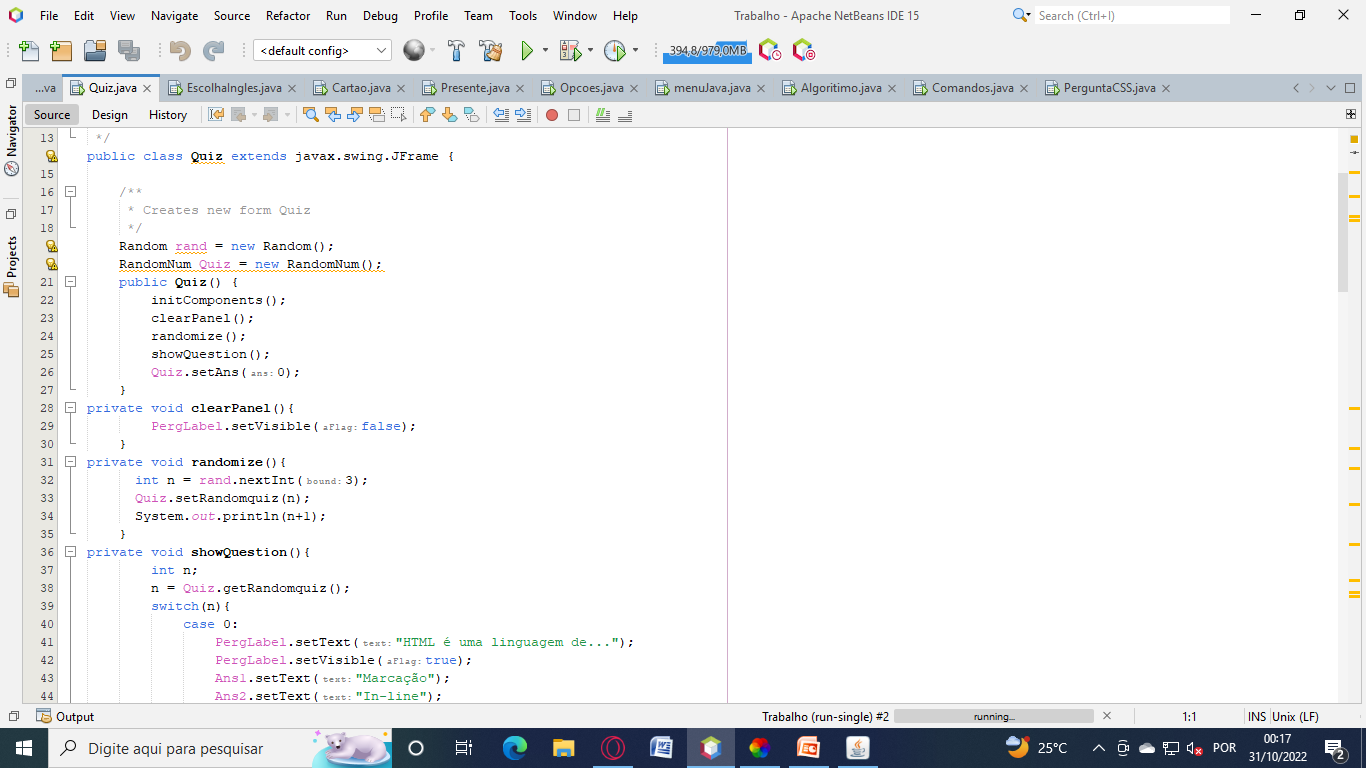 File Edit View Navigate Source Refactor Run Debug Profile Team Tools Window Help Trabalho - Apache NetBeans IDE 15 Search (Ctrl+I)
<default config> 394,8/979,0MB
...va Quiz.java EscolhaIngles.java Cartao.java Presente.java Opcoes.java menuJava.java Algoritimo.java Comandos.java PerguntaCSS.java
Source Design History
Navigator
Projects
13 */
public class Quiz extends javax.swing.JFrame {
15
16 /**
17 * Creates new form Quiz
18 */
Random rand = new Random();
RandomNum Quiz = new RandomNum();
21 public Quiz() {
22 initComponents();
23 clearPanel();
24 randomize();
25 showQuestion();
26 Quiz.setAns(ans:0);
27 }
28 private void clearPanel(){
29 PergLabel.setVisible(aFlag:false);
30 }
31 private void randomize(){
32 int n = rand.nextInt(bound:3);
33 Quiz.setRandomquiz(n);
34 System.out.println(n+1);
35 }
36 private void showQuestion(){
37 int n;
38 n = Quiz.getRandomquiz();
39 switch(n){
40 case 0:
41 PergLabel.setText(text:"HTML é uma linguagem de...");
42 PergLabel.setVisible(aFlag:true);
43 Ans1.setText(text:"Marcação");
44 Ans2.setText(text:"In-line");
Output Trabalho (run-single) #2 running... 1:1 INS Unix (LF)
Digite aqui para pesquisar 25°C POR 00:17
31/10/2022 2